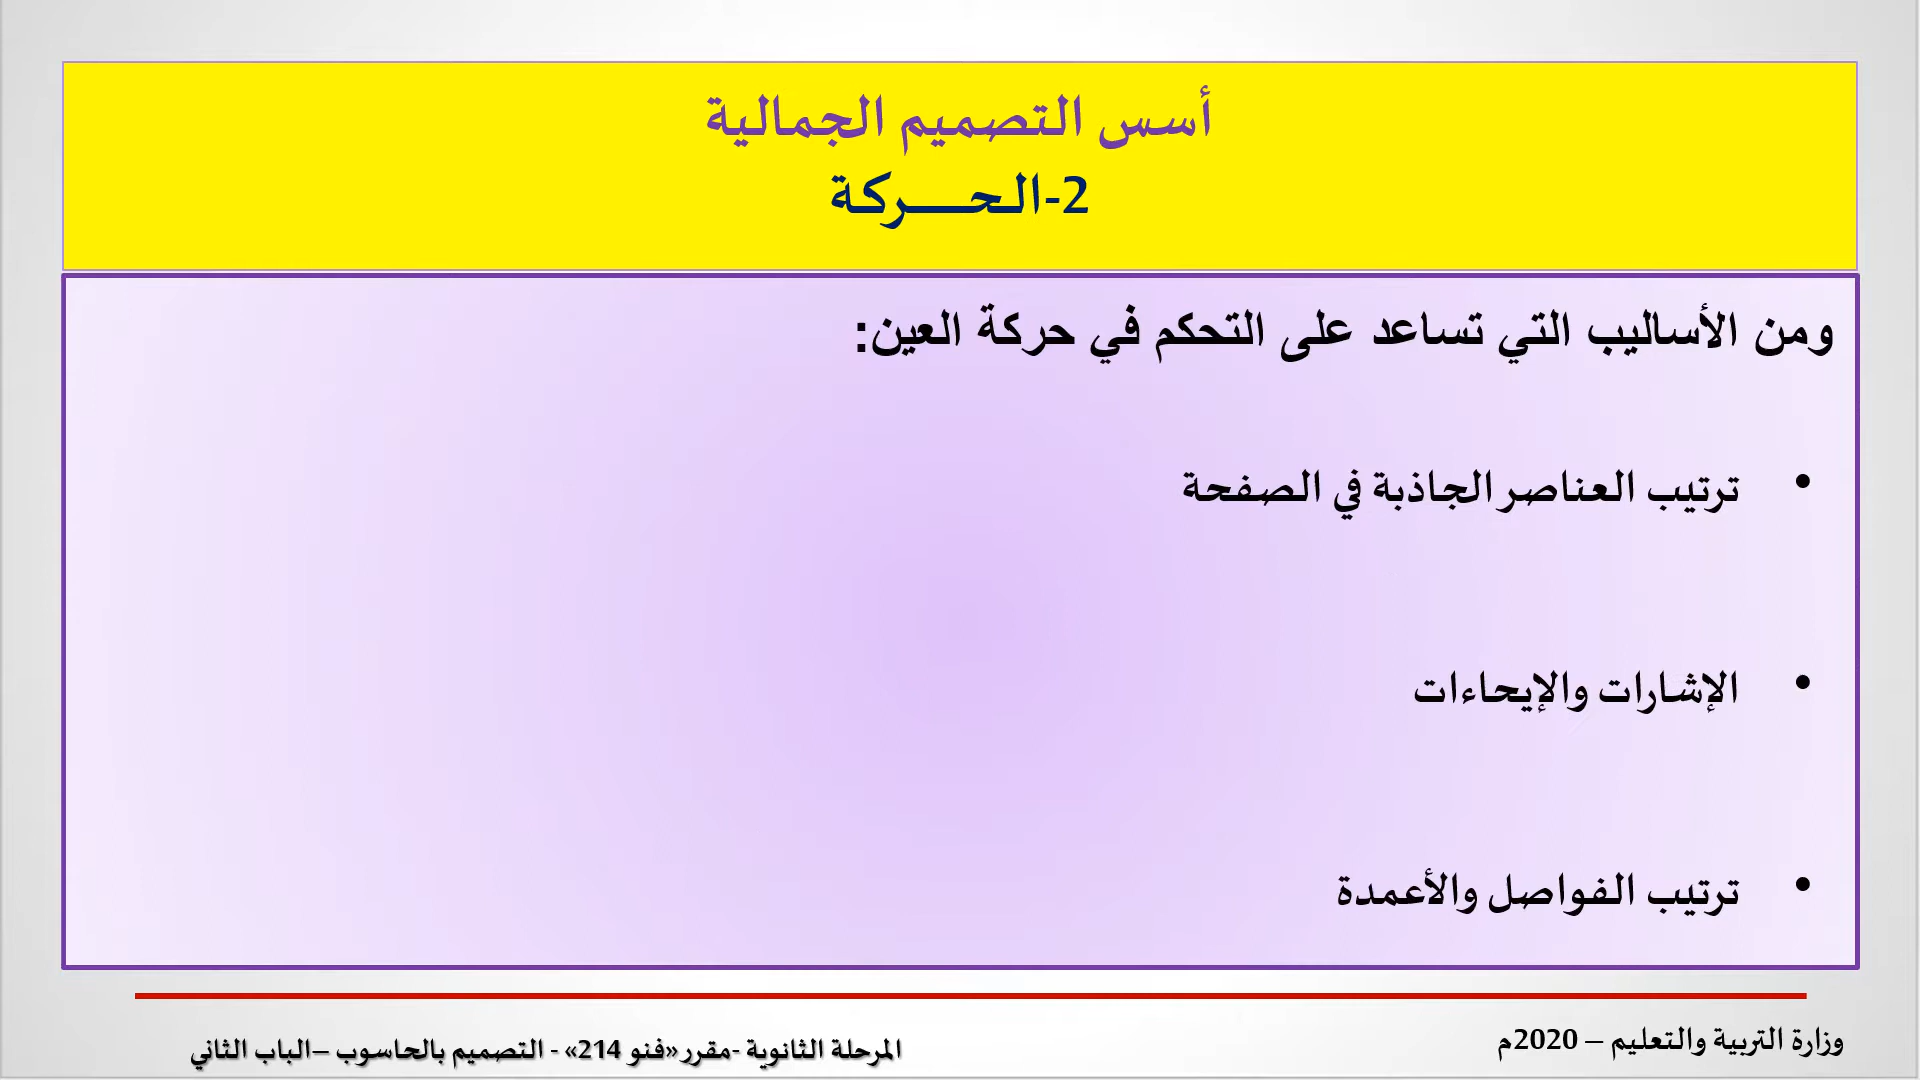 أسس التصميم الجمالية
2-الحـــــركة
ومن الأساليب التي تساعد على التحكم في حركة العين:
• ترتيب العناصر الجاذبة في الصفحة
• الإشارات والإيحاءات
• ترتيب الفواصل والأعمدة
وزارة التربية والتعليم – 2020م
المرحلة الثانوية -مقرر«فنو 214» - التصميم بالحاسوب –الباب الثاني